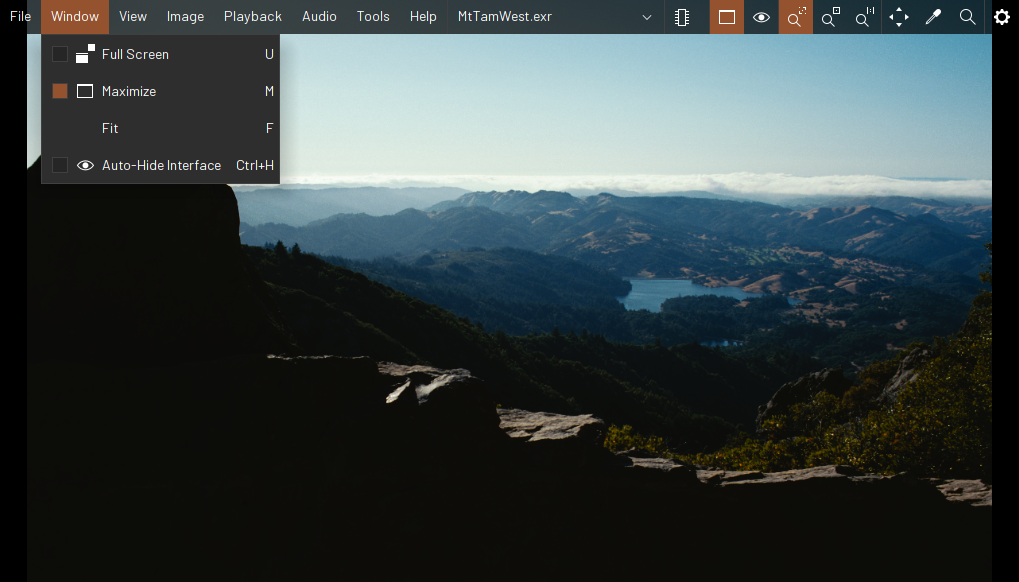 File Window View Image Playback Audio Tools Help MtTamWest.exr
Full Screen U
Maximize M
Fit F
Auto-Hide Interface Ctrl+H